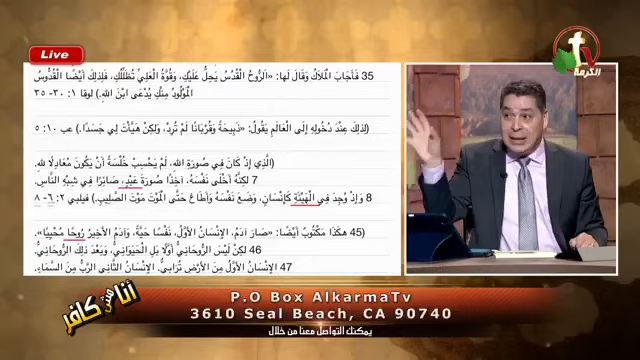 Live
الكرمة
35 فَأَجَابَ الْمَلاَكُ وَقَالَ لَها: «اَلرُّوحُ الْقُدُسُ يَحِلُّ عَلَيْكِ، وَقُوَّةُ الْعَلِيِّ تُظَلِّلُكِ، فَلِذلِكَ أَيْضًا الْقُدُّوسُ
الْمَوْلُودُ مِنْكِ يُدْعَى ابْنَ اللهِ.) لوقا ١: ٣٠- ٣٥
(لِذلِكَ عِنْدَ دُخُولِهِ إِلَى الْعَالَمِ يَقُولُ: «ذَبِيحَةً وَقُرْبَانًا لَمْ تُرِدْ، وَلكِنْ هَيَّأْتَ لِي جَسَدًا.) عب ١٠: ٥
(الَّذِي إِذْ كَانَ فِي صُورَةِ اللهِ، لَمْ يَحْسِبْ خُلْسَةً أَنْ يَكُونَ مُعَادِلًا للهِ.
7 لكِنَّهُ أَخْلَى نَفْسَهُ، آخِذًا صُورَةَ عَبْدٍ، صَائِرًا فِي شِبْهِ النَّاسِ.
8 وَإِذْ وُجِدَ فِي الْهَيْئَةِ كَإِنْسَانٍ، وَضَعَ نَفْسَهُ وَأَطَاعَ حَتَّى الْمَوْتَ مَوْتَ الصَّلِيبِ.) فيلبي ٢: ٦- ٨
45) هكَذَا مَكْتُوبٌ أَيْضًا: «صَارَ آدَمُ، الإِنْسَانُ الأَوَّلُ، نَفْسًا حَيَّةً، وَآدَمُ الأَخِيرُ رُوحًا مُحْيِيًا».
46 لكِنْ لَيْسَ الرُّوحَانِيُّ أَوَّلًا بَلِ الْحَيَوَانِيُّ، وَبَعْدَ ذلِكَ الرُّوحَانِيُّ.
47 الإِنْسَانُ الأَوَّلُ مِنَ الأَرْضِ تُرَابِيٌّ. الإِنْسَانُ الثَّانِي الرَّبُّ مِنَ السَّمَاءِ.
أنا مش كافر
P.O Box AlkarmaTv
3610 Seal Beach, CA 90740
يمكنك التواصل معنا من خلال